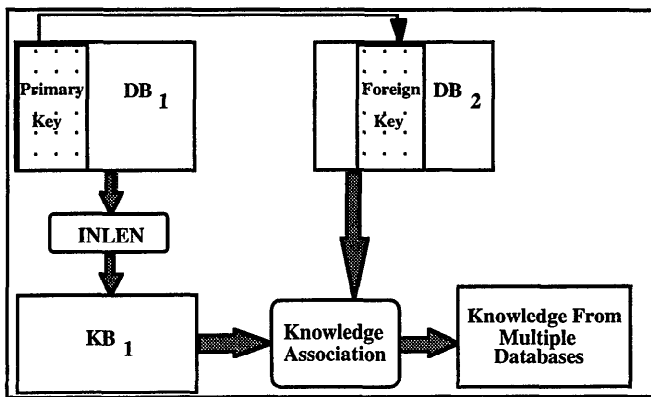 Primary
Key
DB 1
Foreign
Key
DB 2
INLEN
KB 1
Knowledge
Association
Knowledge From
Multiple
Databases